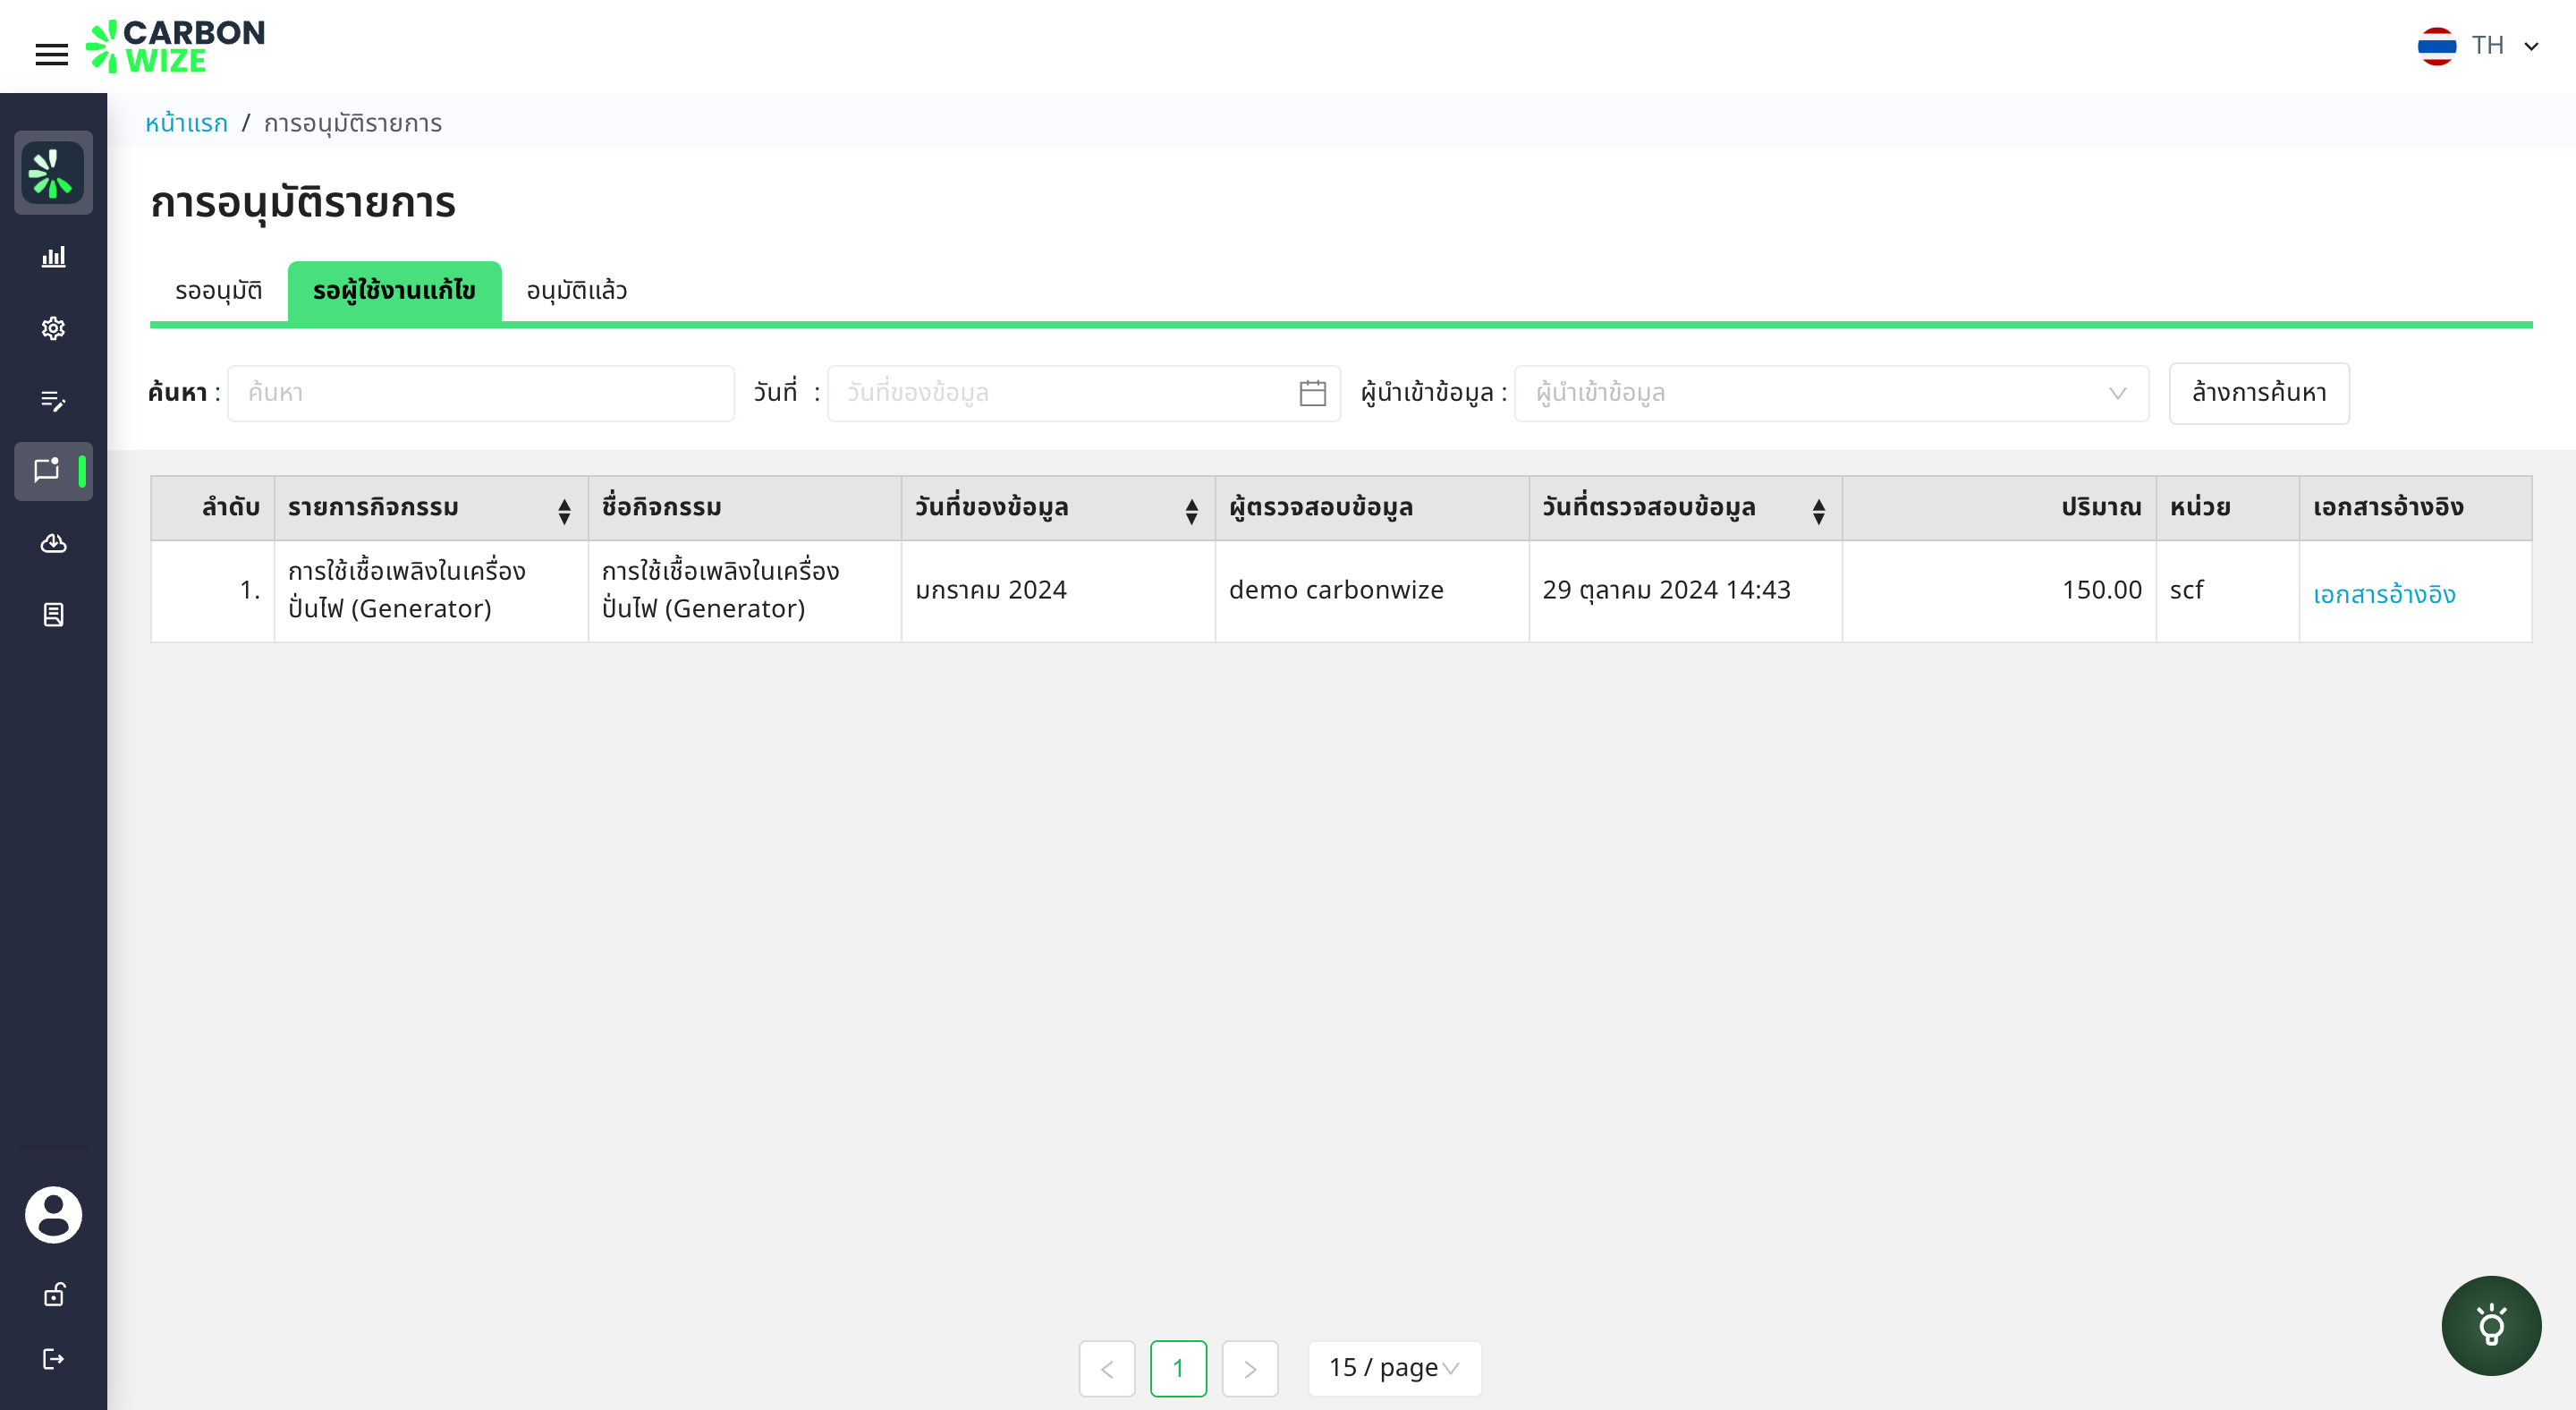 CARBON
WIZE
TH
หน้าแรก / การอนุมัติรายการ
การอนุมัติรายการ
รออนุมัติ รอผู้ใช้งานแก้ไข อนุมัติแล้ว
ค้นหา : ค้นหา วันที่ : วันที่ของข้อมูล ผู้นำเข้าข้อมูล : ผู้นำเข้าข้อมูล ล้างการค้นหา
ลำดับ รายการกิจกรรม ชื่อกิจกรรม วันที่ของข้อมูล ผู้ตรวจสอบข้อมูล วันที่ตรวจสอบข้อมูล ปริมาณ หน่วย เอกสารอ้างอิง
1. การใช้เชื้อเพลิงในเครื่อง การใช้เชื้อเพลิงในเครื่อง มกราคม 2024 demo carbonwize 29 ตุลาคม 2024 14:43 150.00 scf เอกสารอ้างอิง
ปั่นไฟ (Generator) ปั่นไฟ (Generator)
< 1 > 15 / page